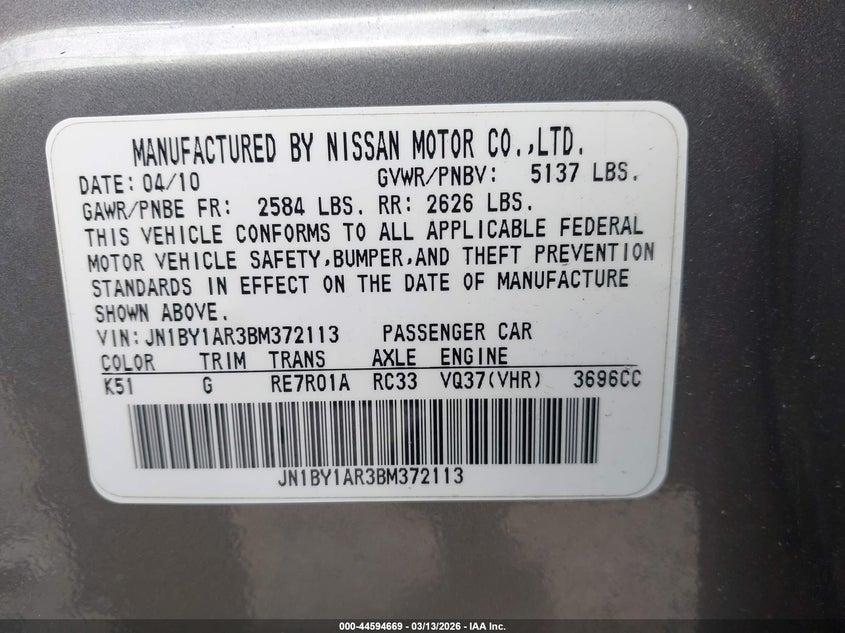 MANUFACTURED BY NISSAN MOTOR CO.,LTD.
DATE: 04/10 GVWR/PNBV: 5137 LBS.
GAWR/PNBE FR: 2584 LBS. RR: 2626 LBS.
THIS VEHICLE CONFORMS TO ALL APPLICABLE FEDERAL
MOTOR VEHICLE SAFETY,BUMPER,AND THEFT PREVENTION
STANDARDS IN EFFECT ON THE DATE OF MANUFACTURE
SHOWN ABOVE.
VIN: JN1BY1AR3BM372113 PASSENGER CAR
COLOR TRIM TRANS AXLE ENGINE
K51 G RE7R01A RC33 VQ37(VHR) 3696CC
JN1BY1AR3BM372113
000-44594669 | 03/13/2026 | IAA Inc.